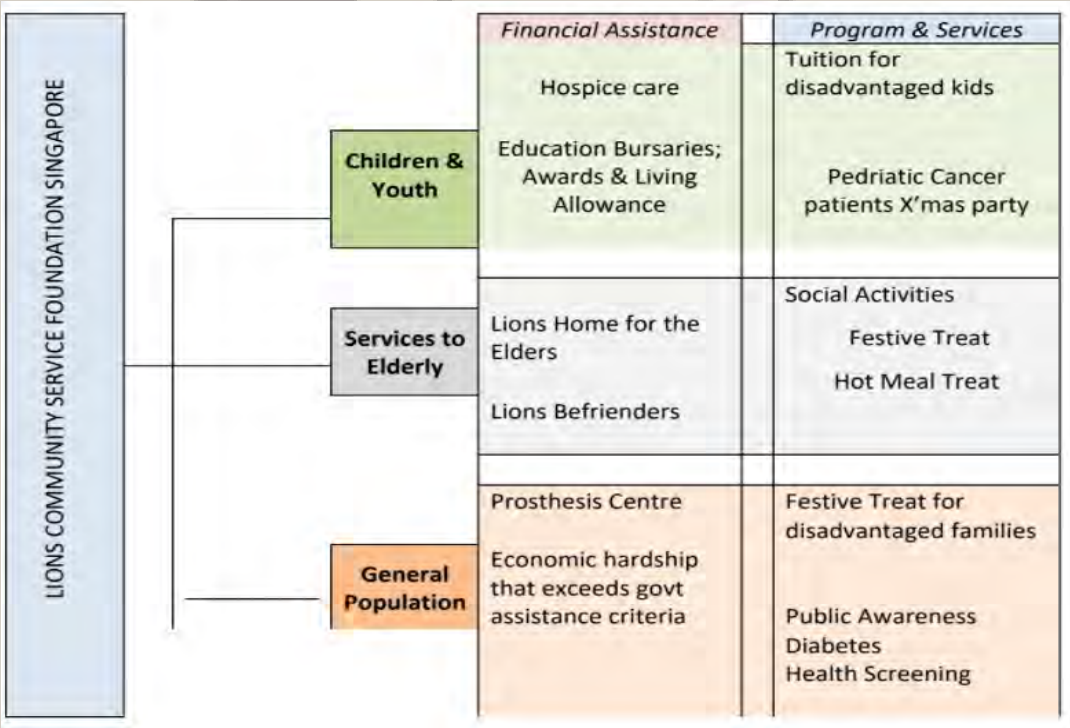 LIONS COMMUNITY SERVICE FOUNDATION SINGAPORE
Financial Assistance
Program & Services
Children &
Youth
Hospice care
Education Bursaries;
Awards & Living
Allowance
Tuition for
disadvantaged kids
Pedriatic Cancer
patients X'mas party
Services to
Elderly
Lions Home for the
Elders
Lions Befrienders
Social Activities
Festive Treat
Hot Meal Treat
General
Population
Prosthesis Centre
Economic hardship
that exceeds govt
assistance criteria
Festive Treat for
disadvantaged families
Public Awareness
Diabetes
Health Screening